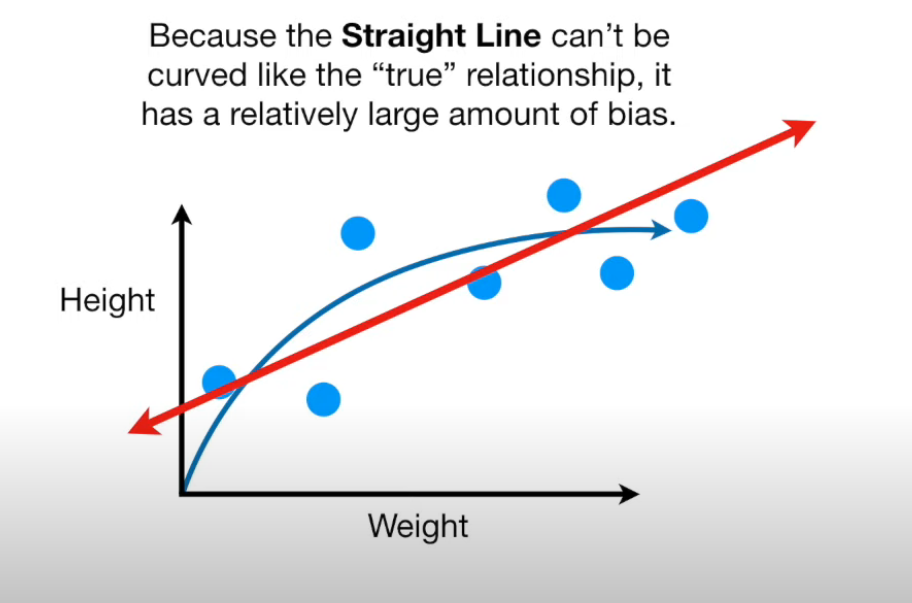 Because the Straight Line can’t be
curved like the “true” relationship, it
has a relatively large amount of bias.
Height
Weight